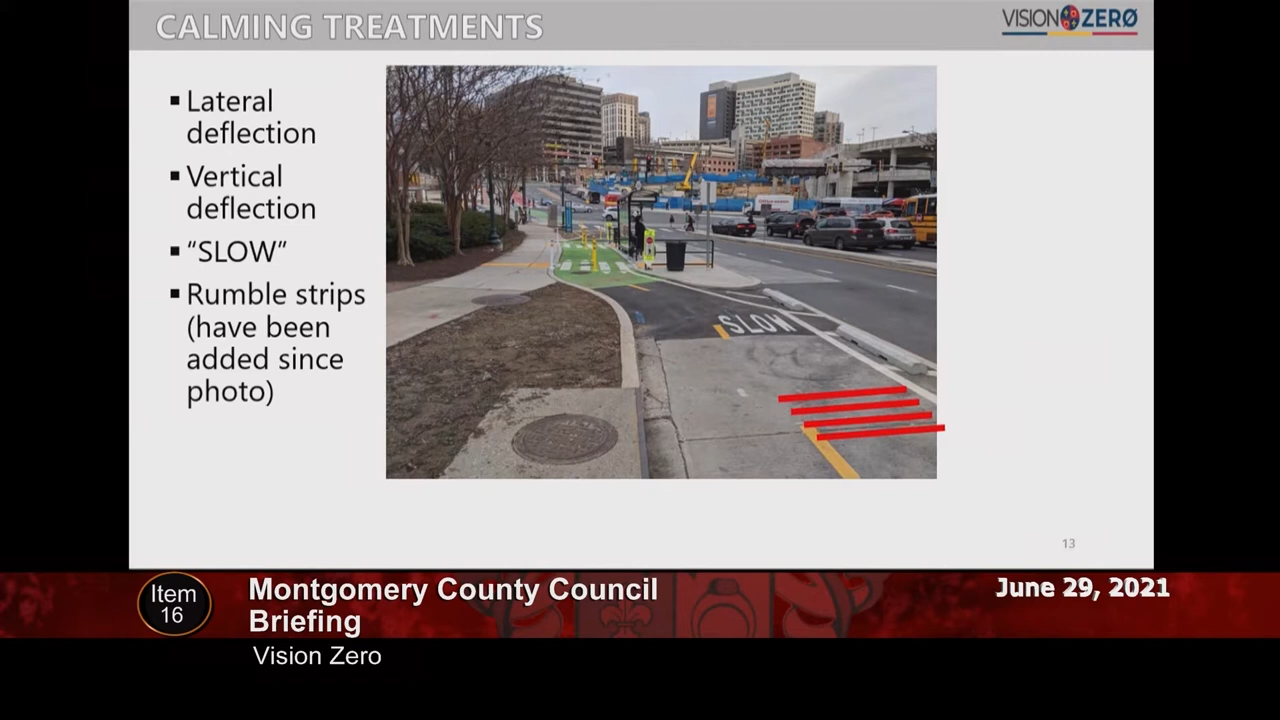 CALMING TREATMENTS
VISION ZERØ
▪ Lateral
deflection
▪ Vertical
deflection
▪ “SLOW”
▪ Rumble strips
(have been
added since
photo)
SLOW
13
Item
16
Montgomery County Council
Briefing
June 29, 2021
Vision Zero